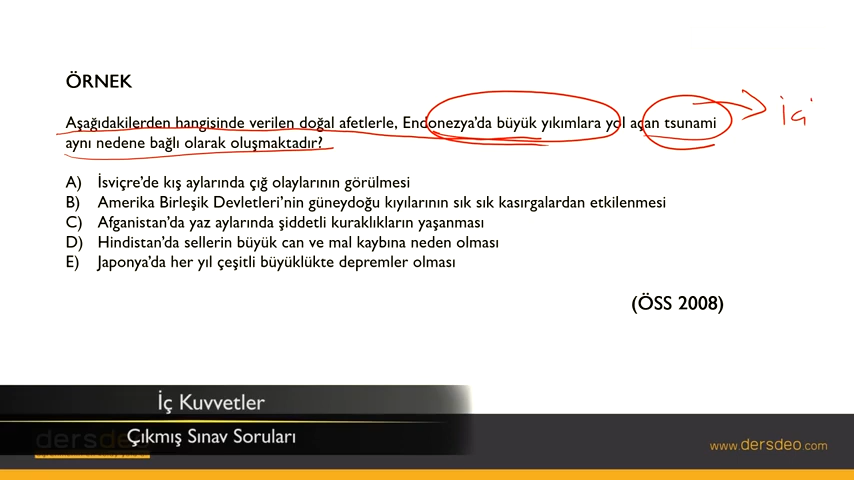 ÖRNEK
Aşağıdakilerden hangisinde verilen doğal afetlerle, Endonezya'da büyük yıkımlara yol açan tsunami
aynı nedene bağlı olarak oluşmaktadır?
A) İsviçre'de kış aylarında çığ olaylarının görülmesi
B) Amerika Birleşik Devletleri'nin güneydoğu kıyılarının sık sık kasırgalardan etkilenmesi
C) Afganistan'da yaz aylarında şiddetli kuraklıkların yaşanması
D) Hindistan'da sellerin büyük can ve mal kaybına neden olması
E) Japonya'da her yıl çeşitli büyüklükte depremler olması
(ÖSS 2008)
İç Kuvvetler
dersdeo
Çıkmış Sınav Soruları
www.dersdeo.com